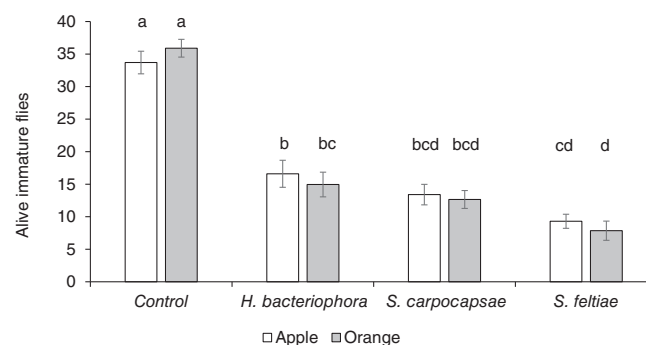 40
35
30
25
20
15
10
5
0
Alive immature flies
a a
b bc
bcd bcd
cd d
Control H. bacteriophora S. carpocapsae S. feltiae
Apple Orange